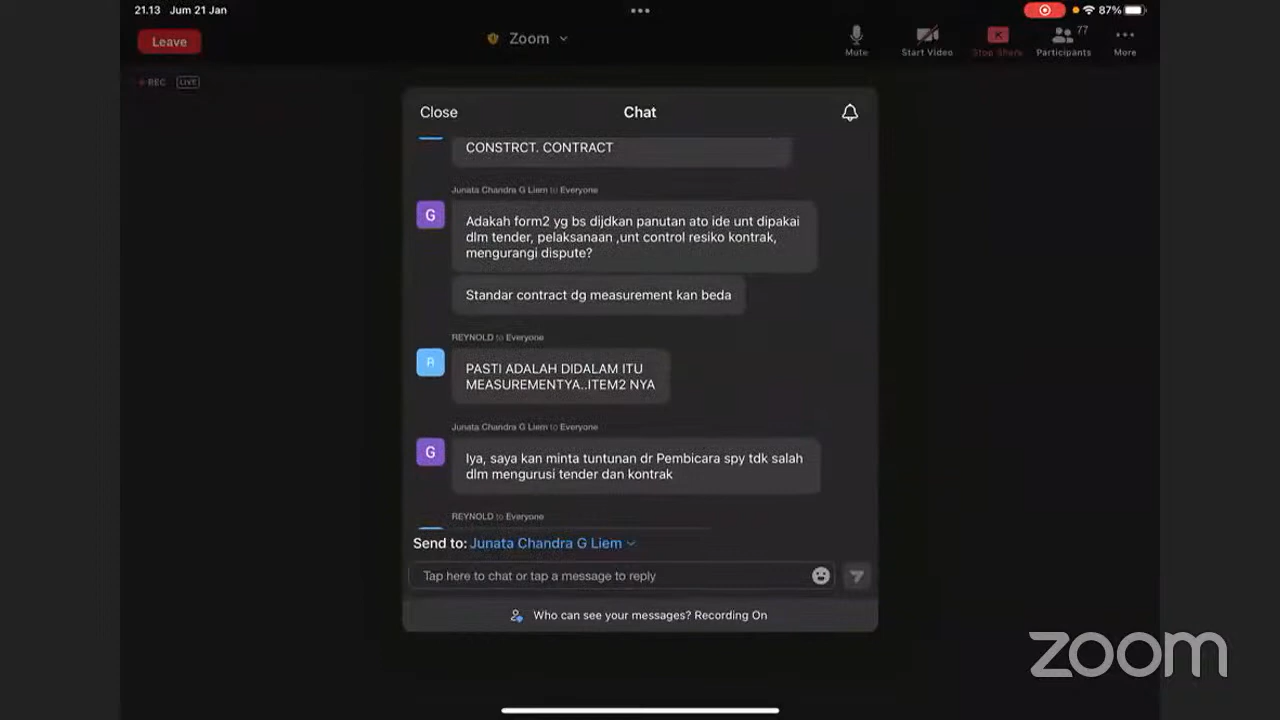 21.13 Jum 21 Jan
87%
Leave
Zoom
Mute
Start Video
Stop Share
77
Participants
More
REC LIVE
Close
Chat
CONSTRCT. CONTRACT
Junata Chandra G Liem to Everyone
G
Adakah form2 yg bs dijdkan panutan ato ide unt dipakai
dlm tender, pelaksanaan ,unt control resiko kontrak,
mengurangi dispute?
Standar contract dg measurement kan beda
REYNOLD to Everyone
R
PASTI ADALAH DIDALAM ITU
MEASUREMENTYA..ITEM2 NYA
Junata Chandra G Liem to Everyone
G
Iya, saya kan minta tuntunan dr Pembicara spy tdk salah
dlm mengurusi tender dan kontrak
REYNOLD to Everyone
Send to: Junata Chandra G Liem
Tap here to chat or tap a message to reply
Who can see your messages? Recording On
zoom